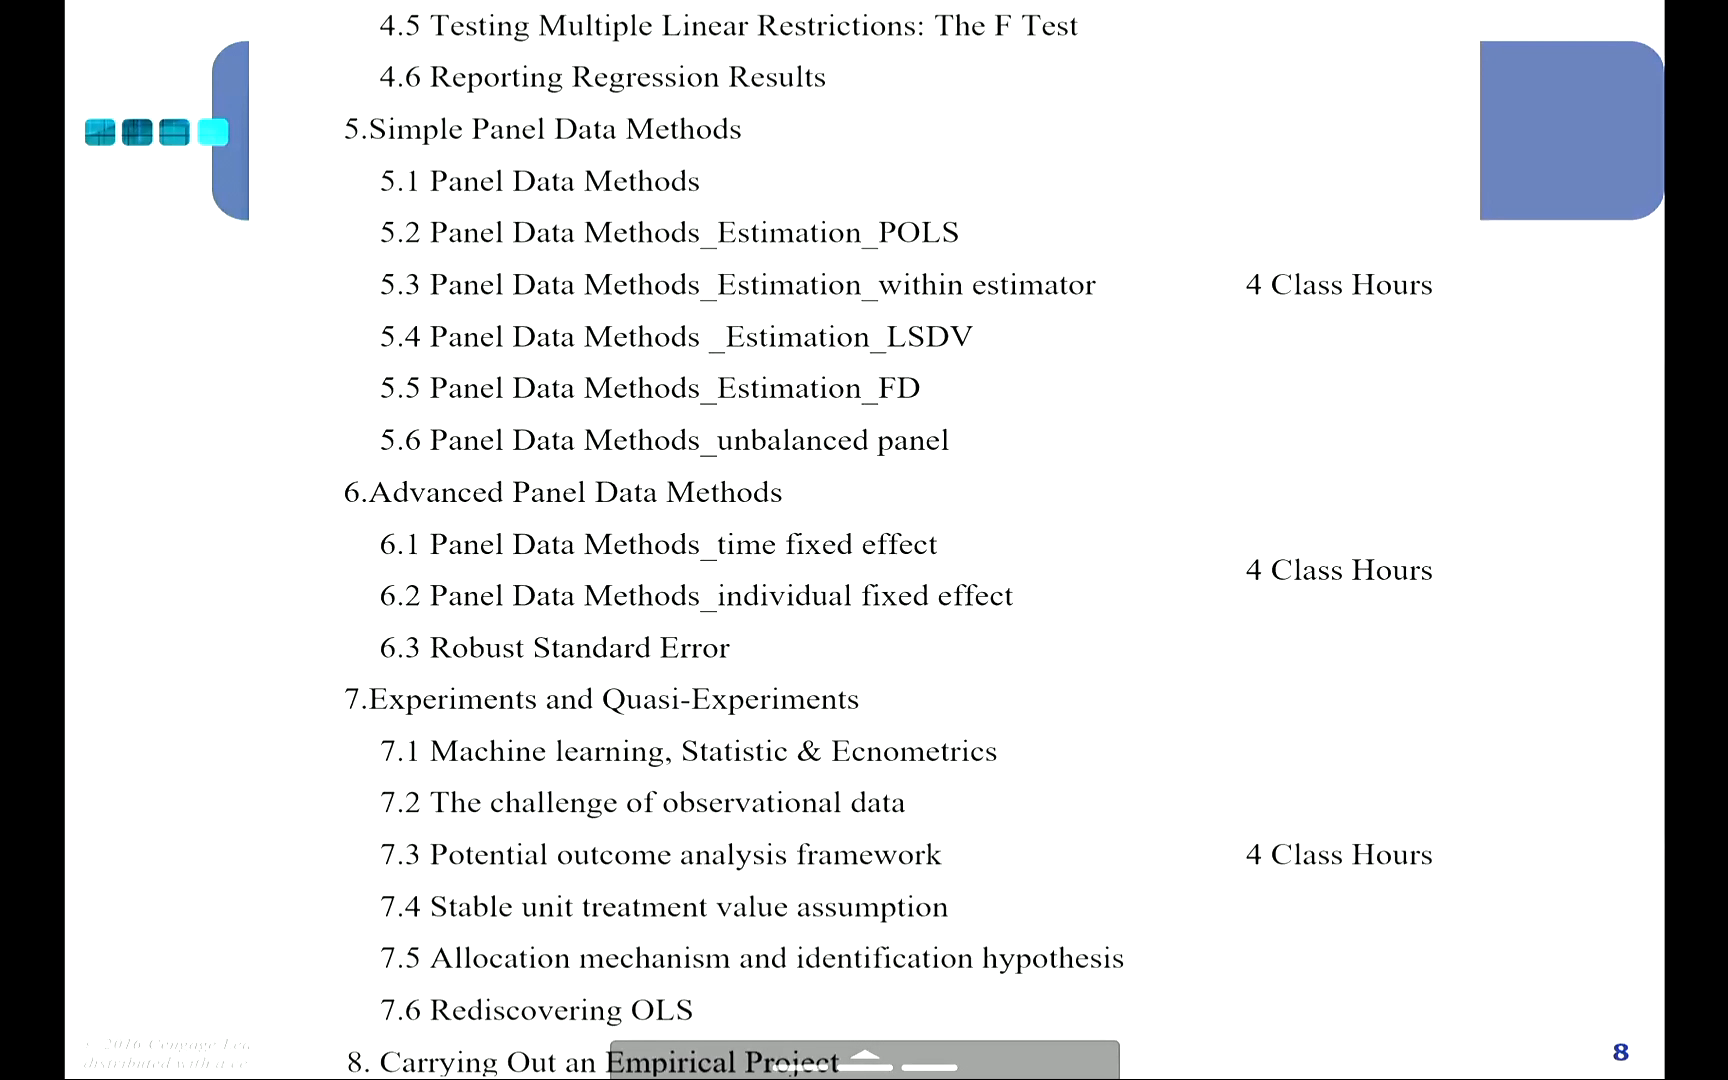 4.5 Testing Multiple Linear Restrictions: The F Test
4.6 Reporting Regression Results
5.Simple Panel Data Methods
5.1 Panel Data Methods
5.2 Panel Data Methods_Estimation_POLS
5.3 Panel Data Methods_Estimation_within estimator 4 Class Hours
5.4 Panel Data Methods _Estimation_LSDV
5.5 Panel Data Methods_Estimation_FD
5.6 Panel Data Methods_unbalanced panel
6.Advanced Panel Data Methods
6.1 Panel Data Methods_time fixed effect
4 Class Hours
6.2 Panel Data Methods_individual fixed effect
6.3 Robust Standard Error
7.Experiments and Quasi-Experiments
7.1 Machine learning, Statistic & Ecnometrics
7.2 The challenge of observational data
7.3 Potential outcome analysis framework 4 Class Hours
7.4 Stable unit treatment value assumption
7.5 Allocation mechanism and identification hypothesis
7.6 Rediscovering OLS
8. Carrying Out an Empirical Project
2016 Cengage
distributed with a
8